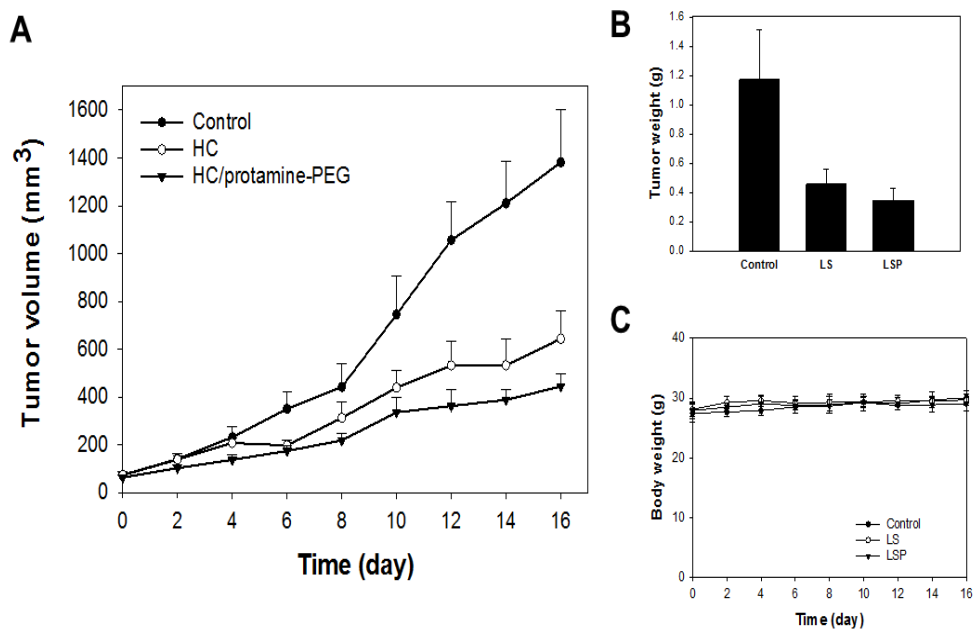 A
Tumor volume (mm3)
1600
1400
1200
1000
800
600
400
200
0
Control
HC
HC/protamine-PEG
0 2 4 6 8 10 12 14 16
Time (day)
B
Tumor weight (g)
1.6
1.4
1.2
1.0
0.8
0.6
0.4
0.2
0.0
Control LS LSP
C
Body weight (g)
40
30
20
10
0
Control
LS
LSP
0 2 4 6 8 10 12 14 16
Time (day)